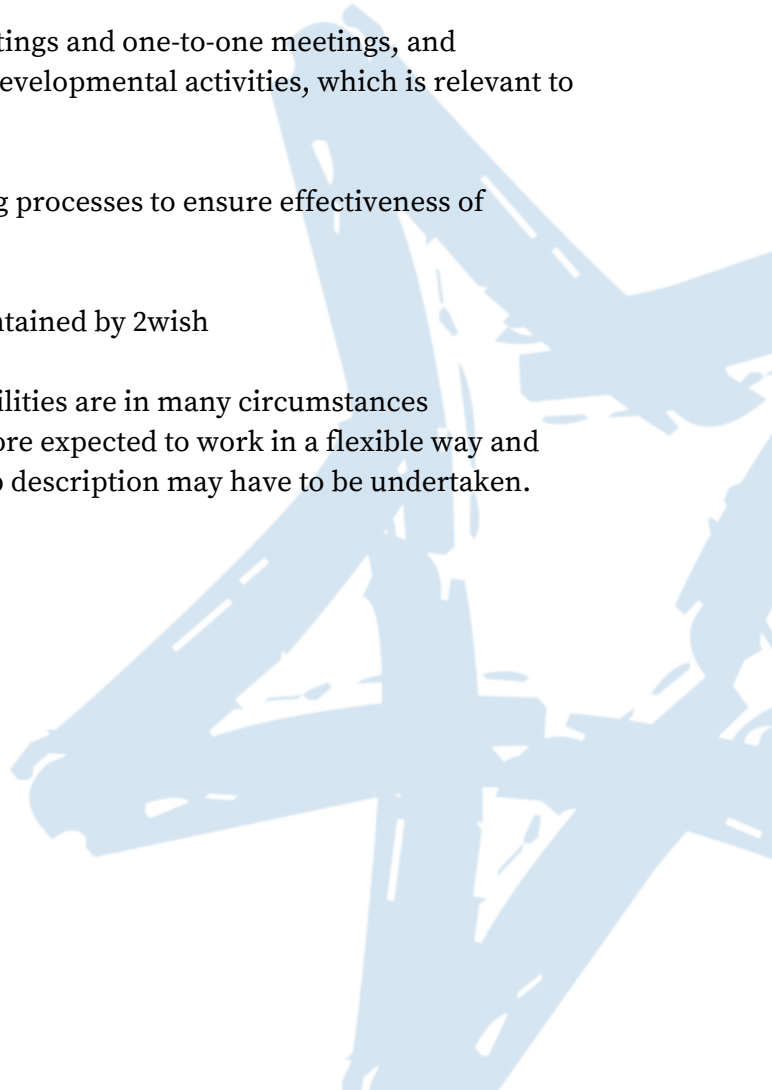 tings and one-to-one meetings, and
evelopmental activities, which is relevant to
g processes to ensure effectiveness of
ntained by 2wish
ilities are in many circumstances
ore expected to work in a flexible way and
o description may have to be undertaken.